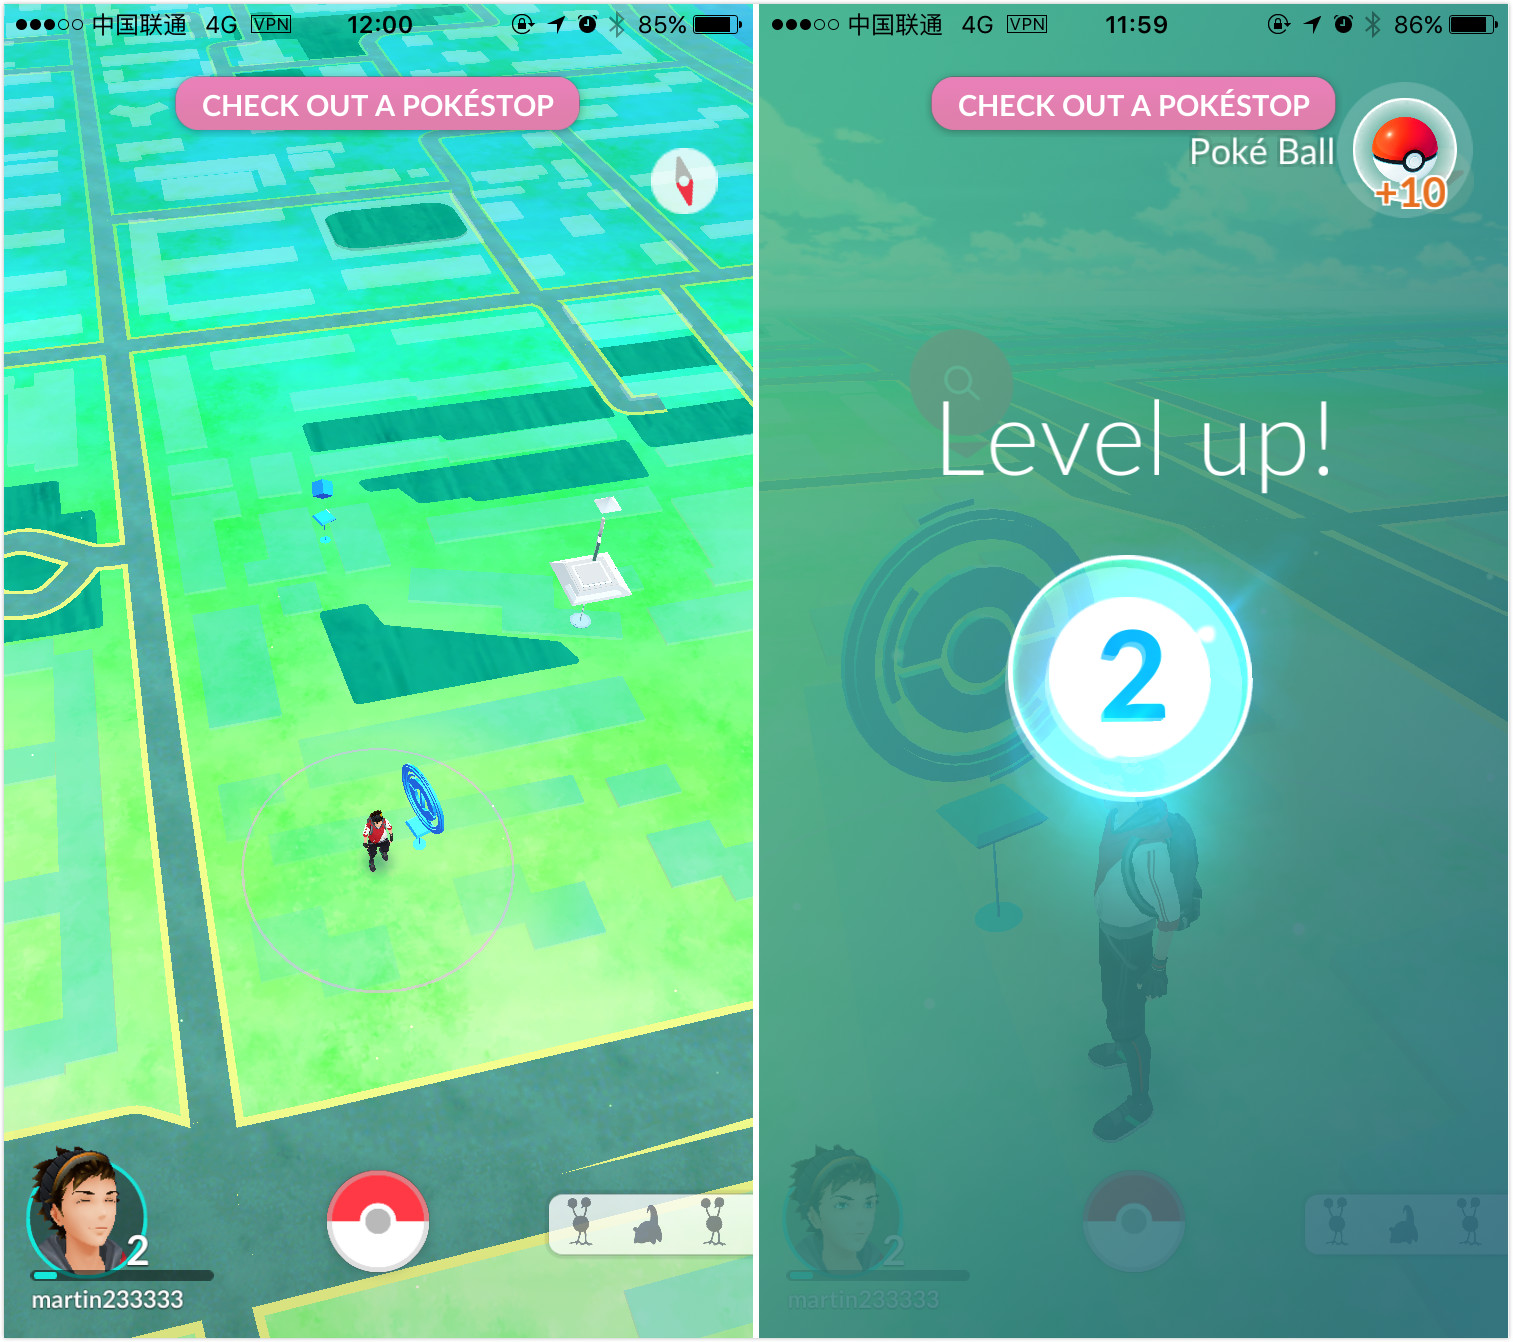 中国联通 4G VPN 12:00 85%
CHECK OUT A POKÉSTOP
2
martin233333
中国联通 4G VPN 11:59 86%
CHECK OUT A POKÉSTOP
Poké Ball
+10
Level up!
2
2
martin233333